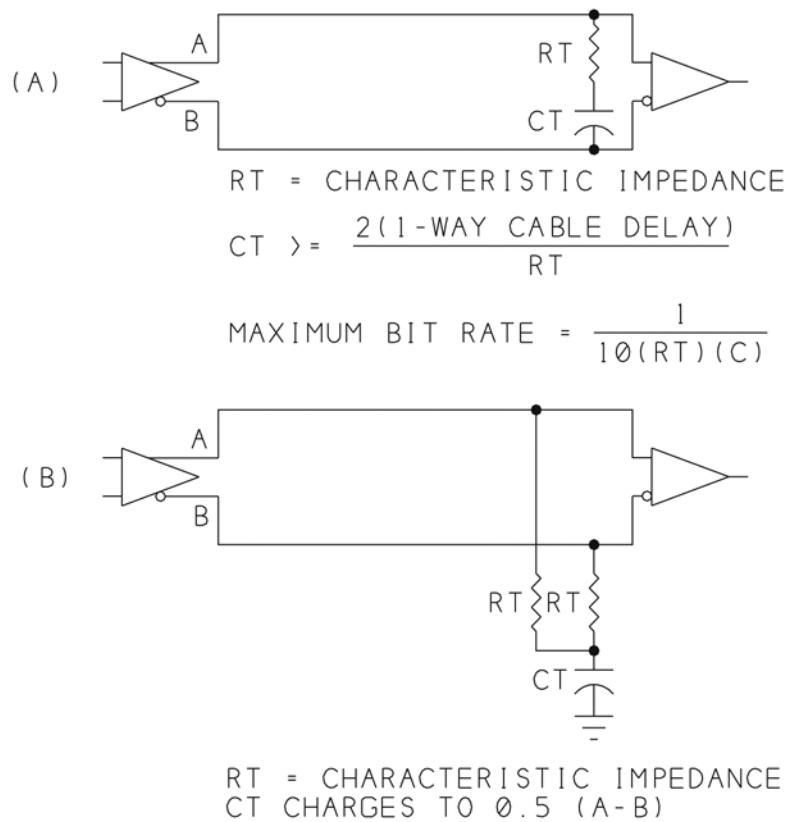 A
(A)
RT
CT
B
RT = CHARACTERISTIC IMPEDANCE
CT >= 2(1-WAY CABLE DELAY)
RT
MAXIMUM BIT RATE = 1
10(RT)(C)
A
(B)
B
RT RT
CT
RT = CHARACTERISTIC IMPEDANCE
CT CHARGES TO 0.5 (A-B)